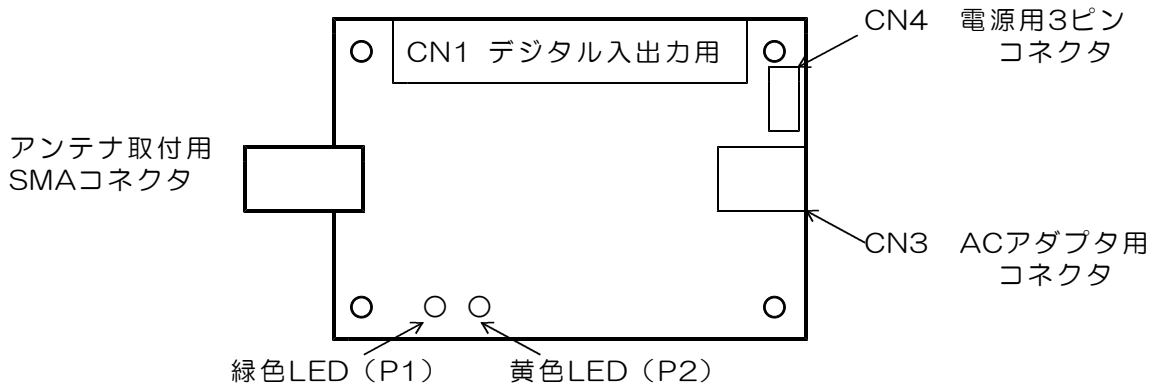 CN4 電源用3ピン
コネクタ
CN1 デジタル入出力用
アンテナ取付用
SMAコネクタ
CN3 ACアダプタ用
コネクタ
緑色LED（P1） 黄色LED（P2）